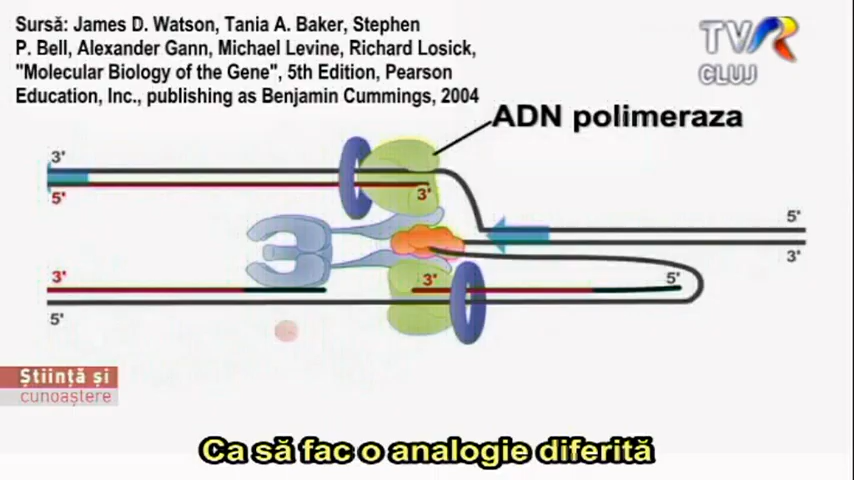 Sursă: James D. Watson, Tania A. Baker, Stephen
P. Bell, Alexander Gann, Michael Levine, Richard Losick,
"Molecular Biology of the Gene", 5th Edition, Pearson
Education, Inc., publishing as Benjamin Cummings, 2004
TVR
CLUJ
ADN polimeraza
3'
5'
3'
5'
3'
3'
3'
5'
5'
Știință și
cunoaștere
Ca să fac o analogie diferită